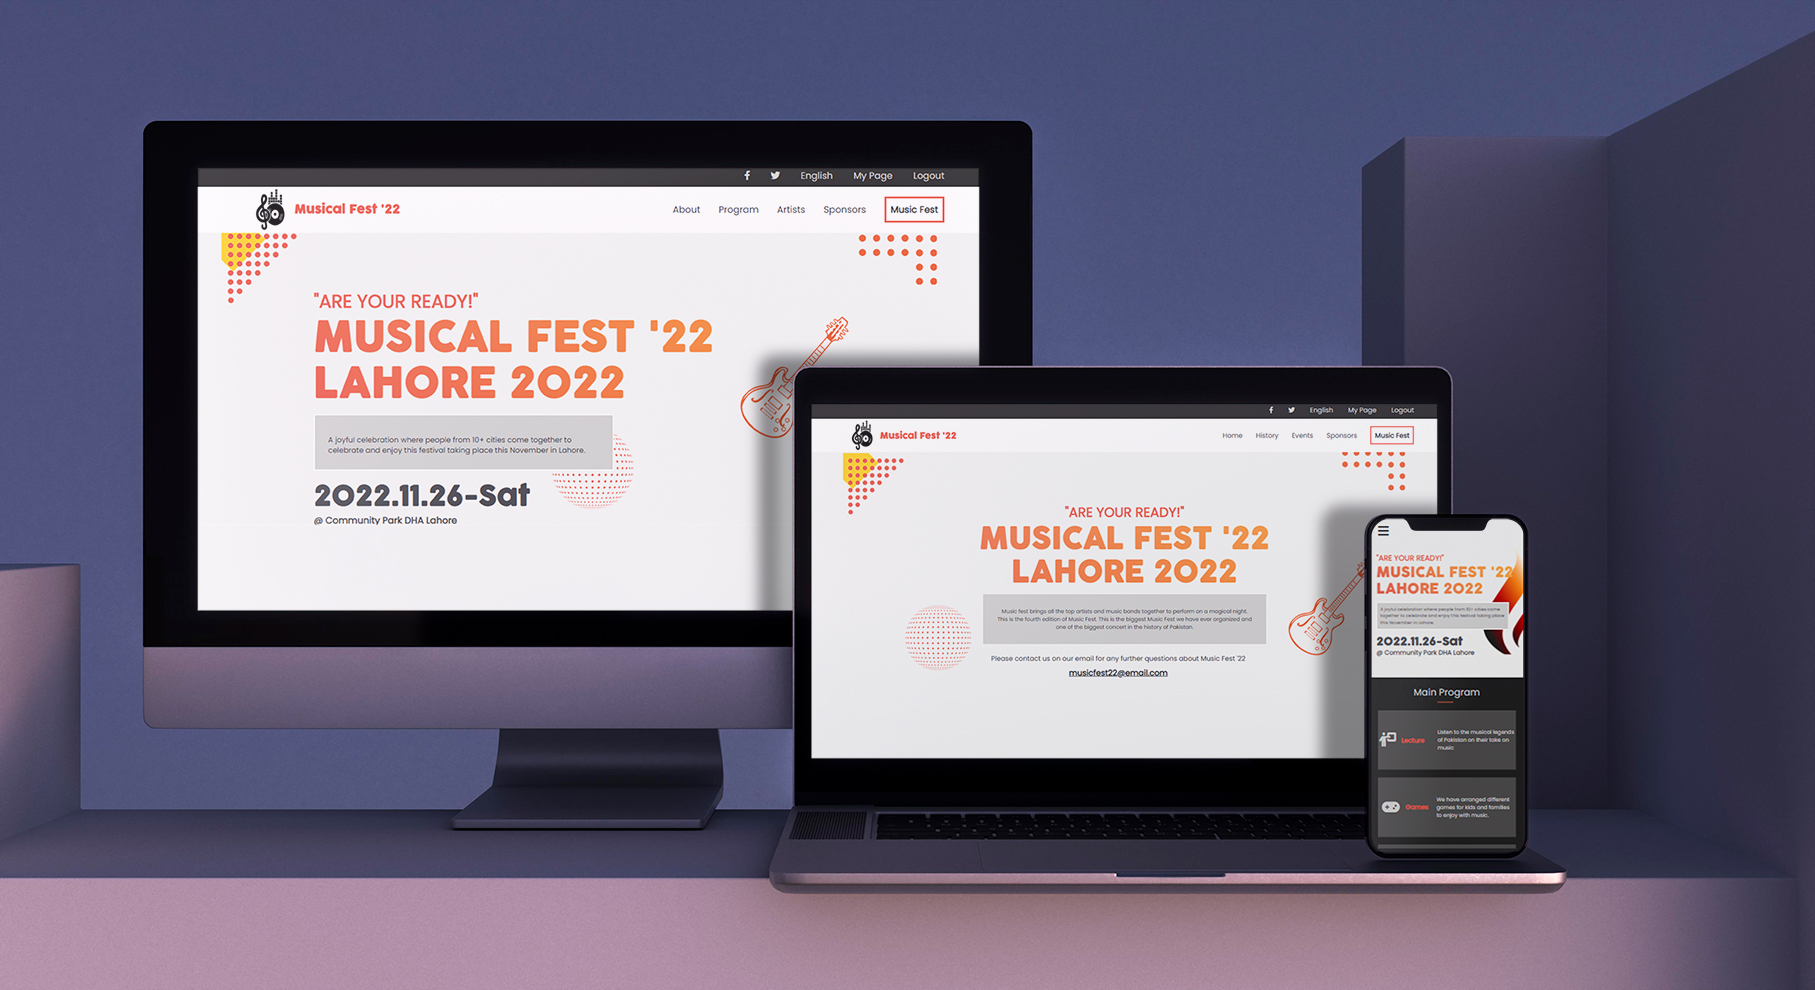 English My Page Logout
Musical Fest '22
About Program Artists Sponsors Music Fest
"ARE YOUR READY!"
MUSICAL FEST '22
LAHORE 2022
A joyful celebration where people from 10+ cities come together to
celebrate and enjoy this festival taking place this November in Lahore.
2022.11.26-Sat
@ Community Park DHA Lahore
English My Page Logout
Musical Fest '22
Home History Events Sponsors Music Fest
"ARE YOUR READY!"
MUSICAL FEST '22
LAHORE 2022
Music fest brings all the top artists and music bands together to perform on a magical night.
This is the fourth edition of Music Fest. This is the biggest Music Fest we have ever organized and
one of the biggest concert in the history of Pakistan.
Please contact us on our email for any further questions about Music Fest '22
musicfest22@email.com
"ARE YOUR READY!"
MUSICAL FEST '22
LAHORE 2022
A joyful celebration where people from 10+ cities come
together to celebrate and enjoy this festival taking place
this November in Lahore.
2022.11.26-Sat
@ Community Park DHA Lahore
Main Program
Lecture
Listen to the musical legends
of Pakistan on their take on
music
Games
We have arranged different
games for kids and families
to enjoy with music.